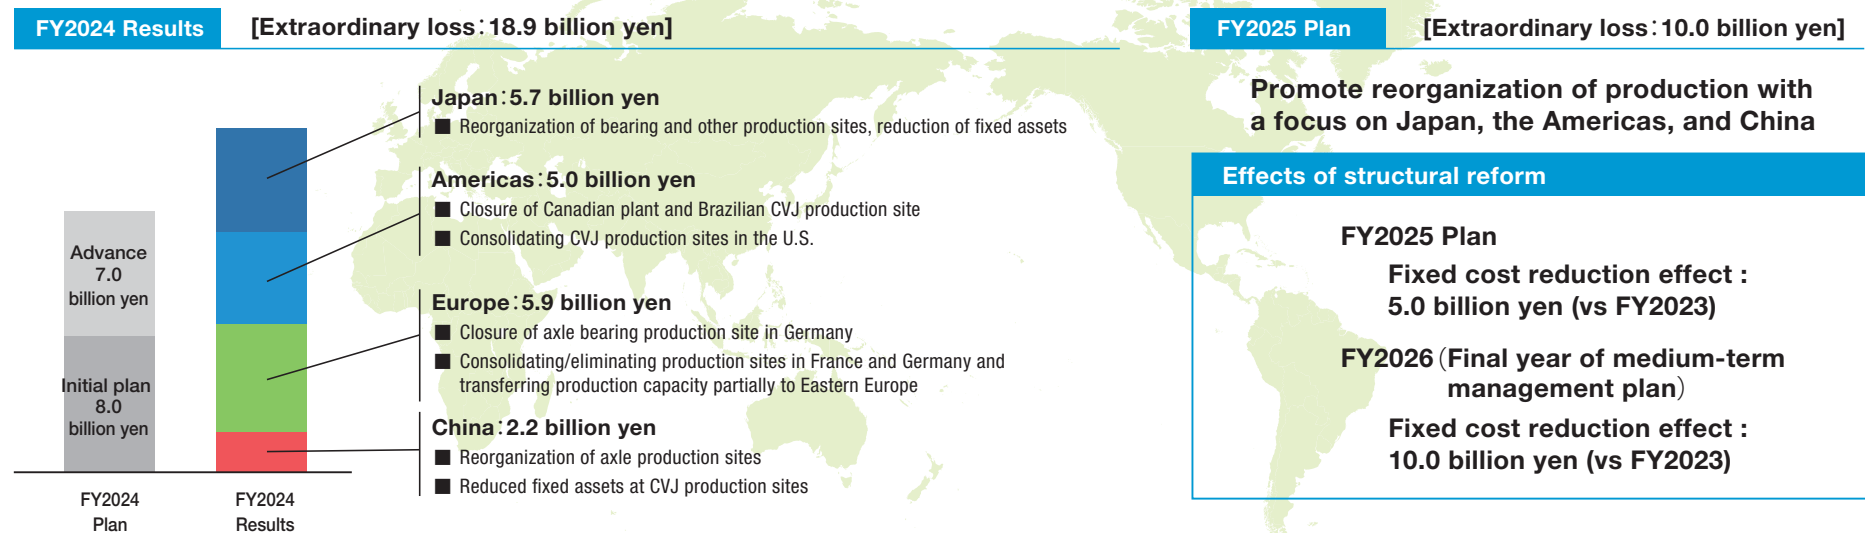 FY2024 Results
[Extraordinary loss:18.9 billion yen]
Advance
7.0
billion yen
Initial plan
8.0
billion yen
FY2024
Plan
FY2024
Results
Japan:5.7 billion yen
■ Reorganization of bearing and other production sites, reduction of fixed assets
Americas:5.0 billion yen
■ Closure of Canadian plant and Brazilian CVJ production site
■ Consolidating CVJ production sites in the U.S.
Europe:5.9 billion yen
■ Closure of axle bearing production site in Germany
■ Consolidating/eliminating production sites in France and Germany and
transferring production capacity partially to Eastern Europe
China:2.2 billion yen
■ Reorganization of axle production sites
■ Reduced fixed assets at CVJ production sites
FY2025 Plan
[Extraordinary loss:10.0 billion yen]
Promote reorganization of production with
a focus on Japan, the Americas, and China
Effects of structural reform
FY2025 Plan
Fixed cost reduction effect :
5.0 billion yen (vs FY2023)
FY2026（Final year of medium-term
management plan）
Fixed cost reduction effect :
10.0 billion yen (vs FY2023)